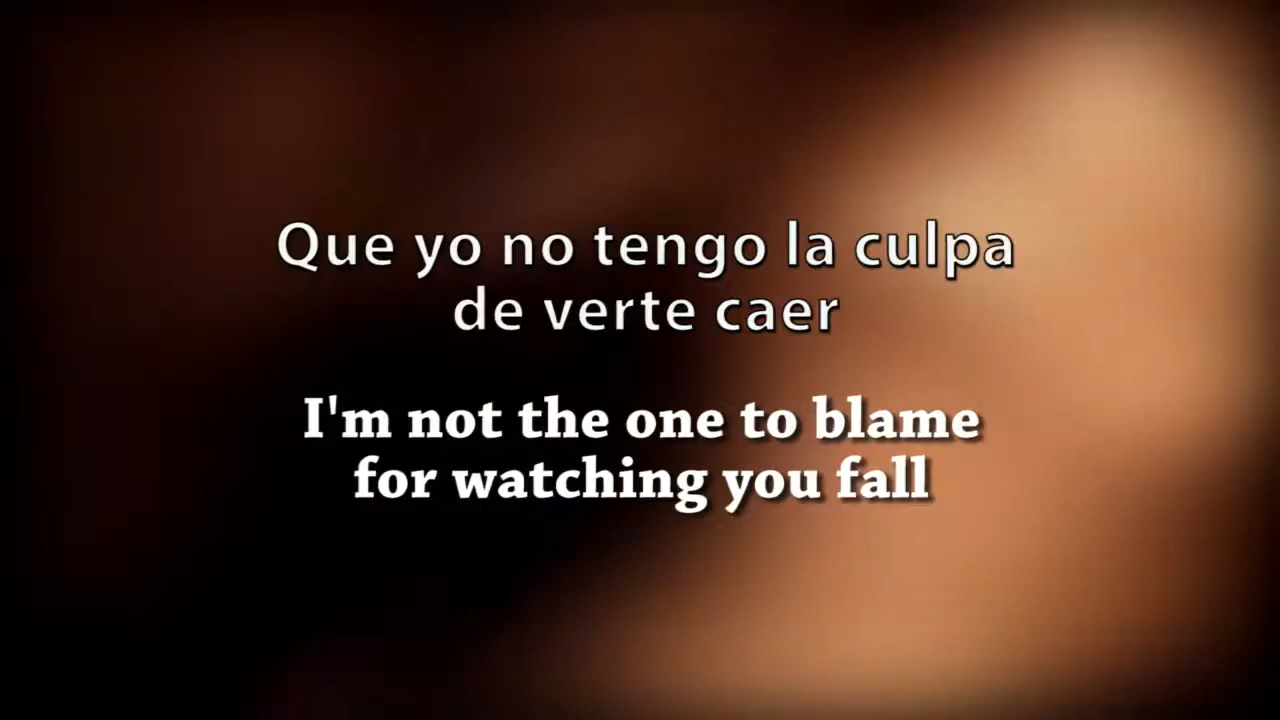 Que yo no tengo la culpa
de verte caer
I'm not the one to blame
for watching you fall